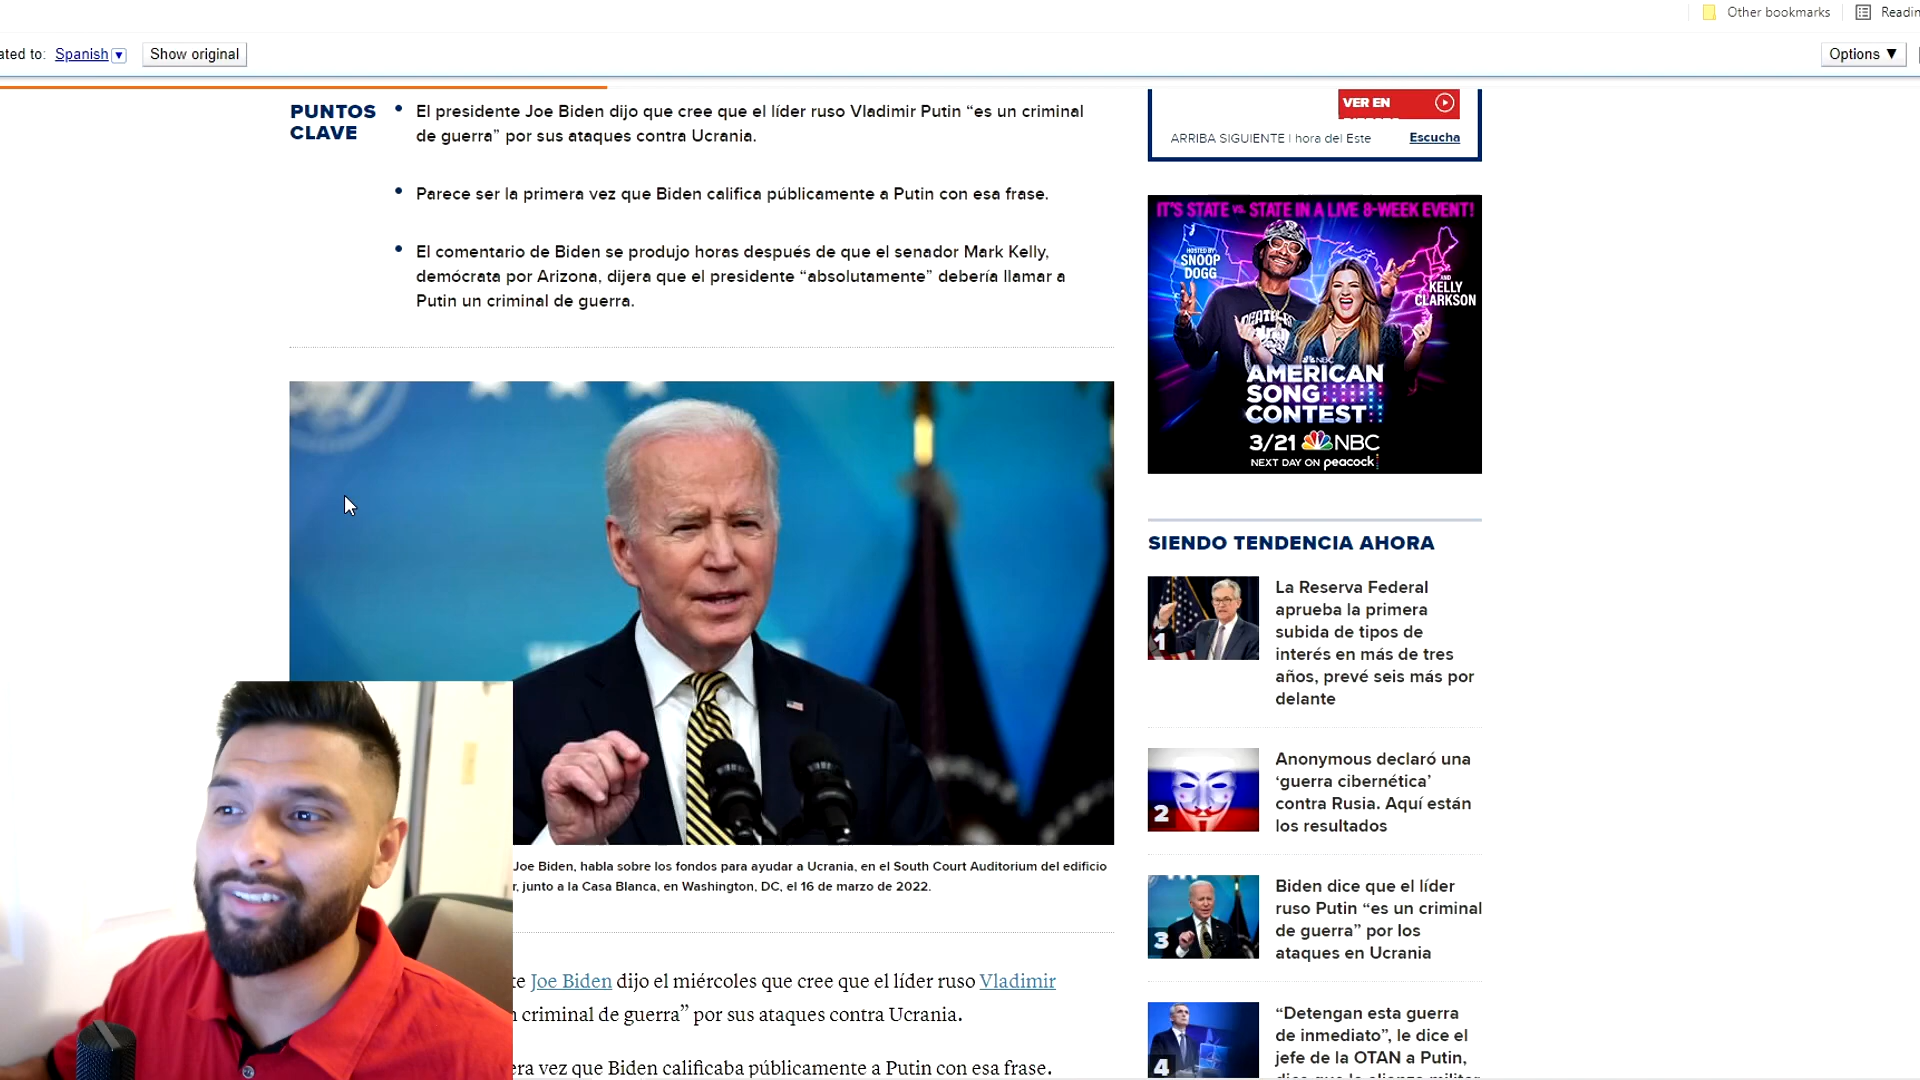 Other bookmarks
ated to: Spanish ▼ Show original
Options ▼
PUNTOS
CLAVE
El presidente Joe Biden dijo que cree que el líder ruso Vladimir Putin “es un criminal
de guerra” por sus ataques contra Ucrania.
Parece ser la primera vez que Biden califica públicamente a Putin con esa frase.
El comentario de Biden se produjo horas después de que el senador Mark Kelly,
demócrata por Arizona, dijera que el presidente “absolutamente” debería llamar a
Putin un criminal de guerra.
Joe Biden, habla sobre los fondos para ayudar a Ucrania, en el South Court Auditorium del edificio
r, junto a la Casa Blanca, en Washington, DC, el 16 de marzo de 2022.
te Joe Biden dijo el miércoles que cree que el líder ruso Vladimir
n criminal de guerra” por sus ataques contra Ucrania.
era vez que Biden calificaba públicamente a Putin con esa frase.
VER EN
ARRIBA SIGUIENTE | hora del Este
Escucha
IT'S STATE VS. STATE IN A LIVE 8-WEEK EVENT!
HOSTED BY
SNOOP
DOGG
AND
KELLY
CLARKSON
NBC
AMERICAN
SONG
CONTEST
3/21 NBC
NEXT DAY ON peacock
SIENDO TENDENCIA AHORA
1
La Reserva Federal
aprueba la primera
subida de tipos de
interés en más de tres
años, prevé seis más por
delante
2
Anonymous declaró una
‘guerra cibernética’
contra Rusia. Aquí están
los resultados
3
Biden dice que el líder
ruso Putin “es un criminal
de guerra” por los
ataques en Ucrania
4
“Detengan esta guerra
de inmediato”, le dice el
jefe de la OTAN a Putin,